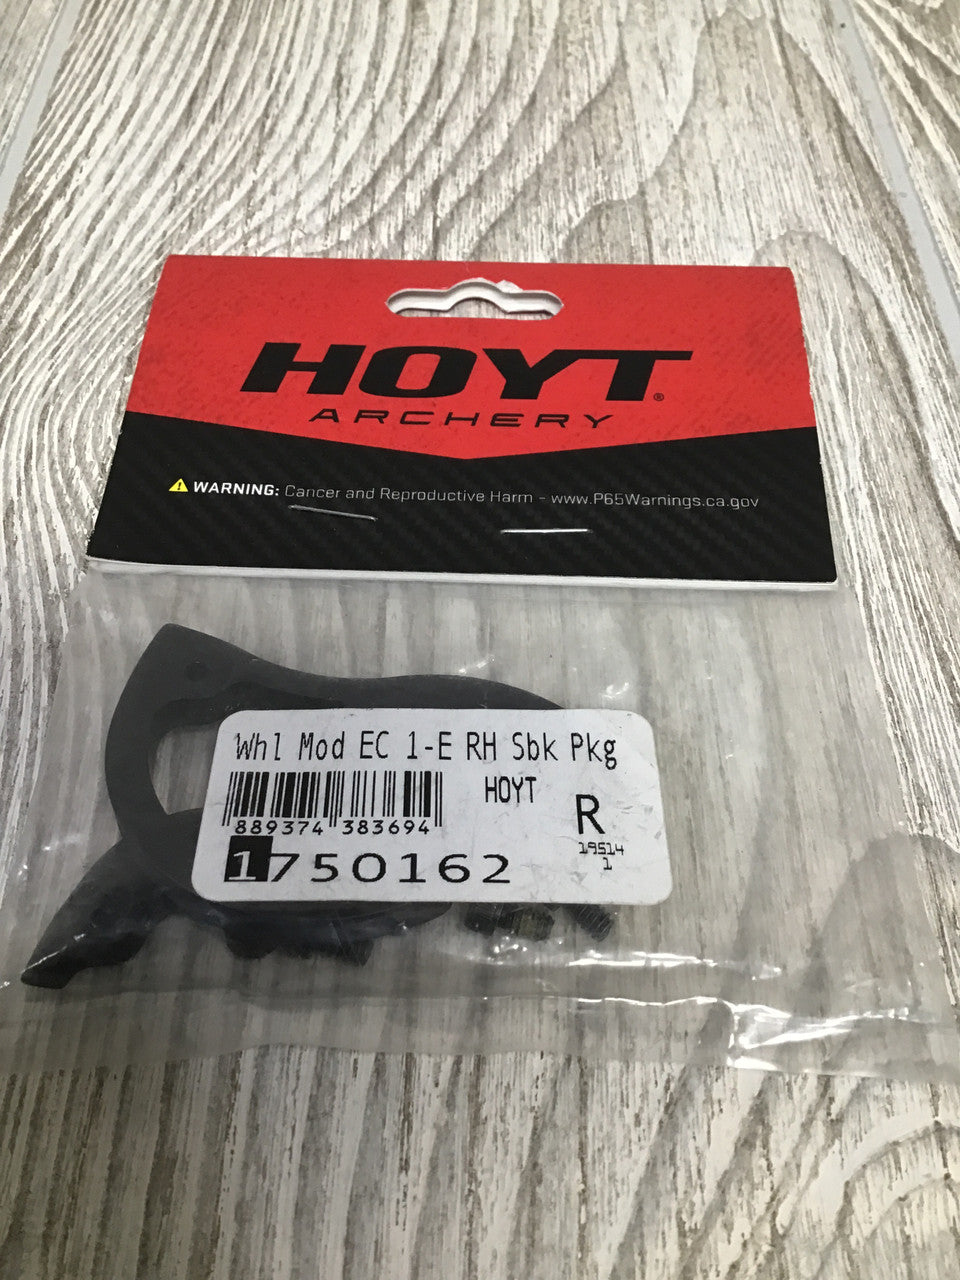 HOYT®
ARCHERY
WARNING: Cancer and Reproductive Harm - www.P65Warnings.ca.gov
Whl Mod EC 1-E RH Sbk Pkg
HOYT
889374 383694
R
1750162
19514
1